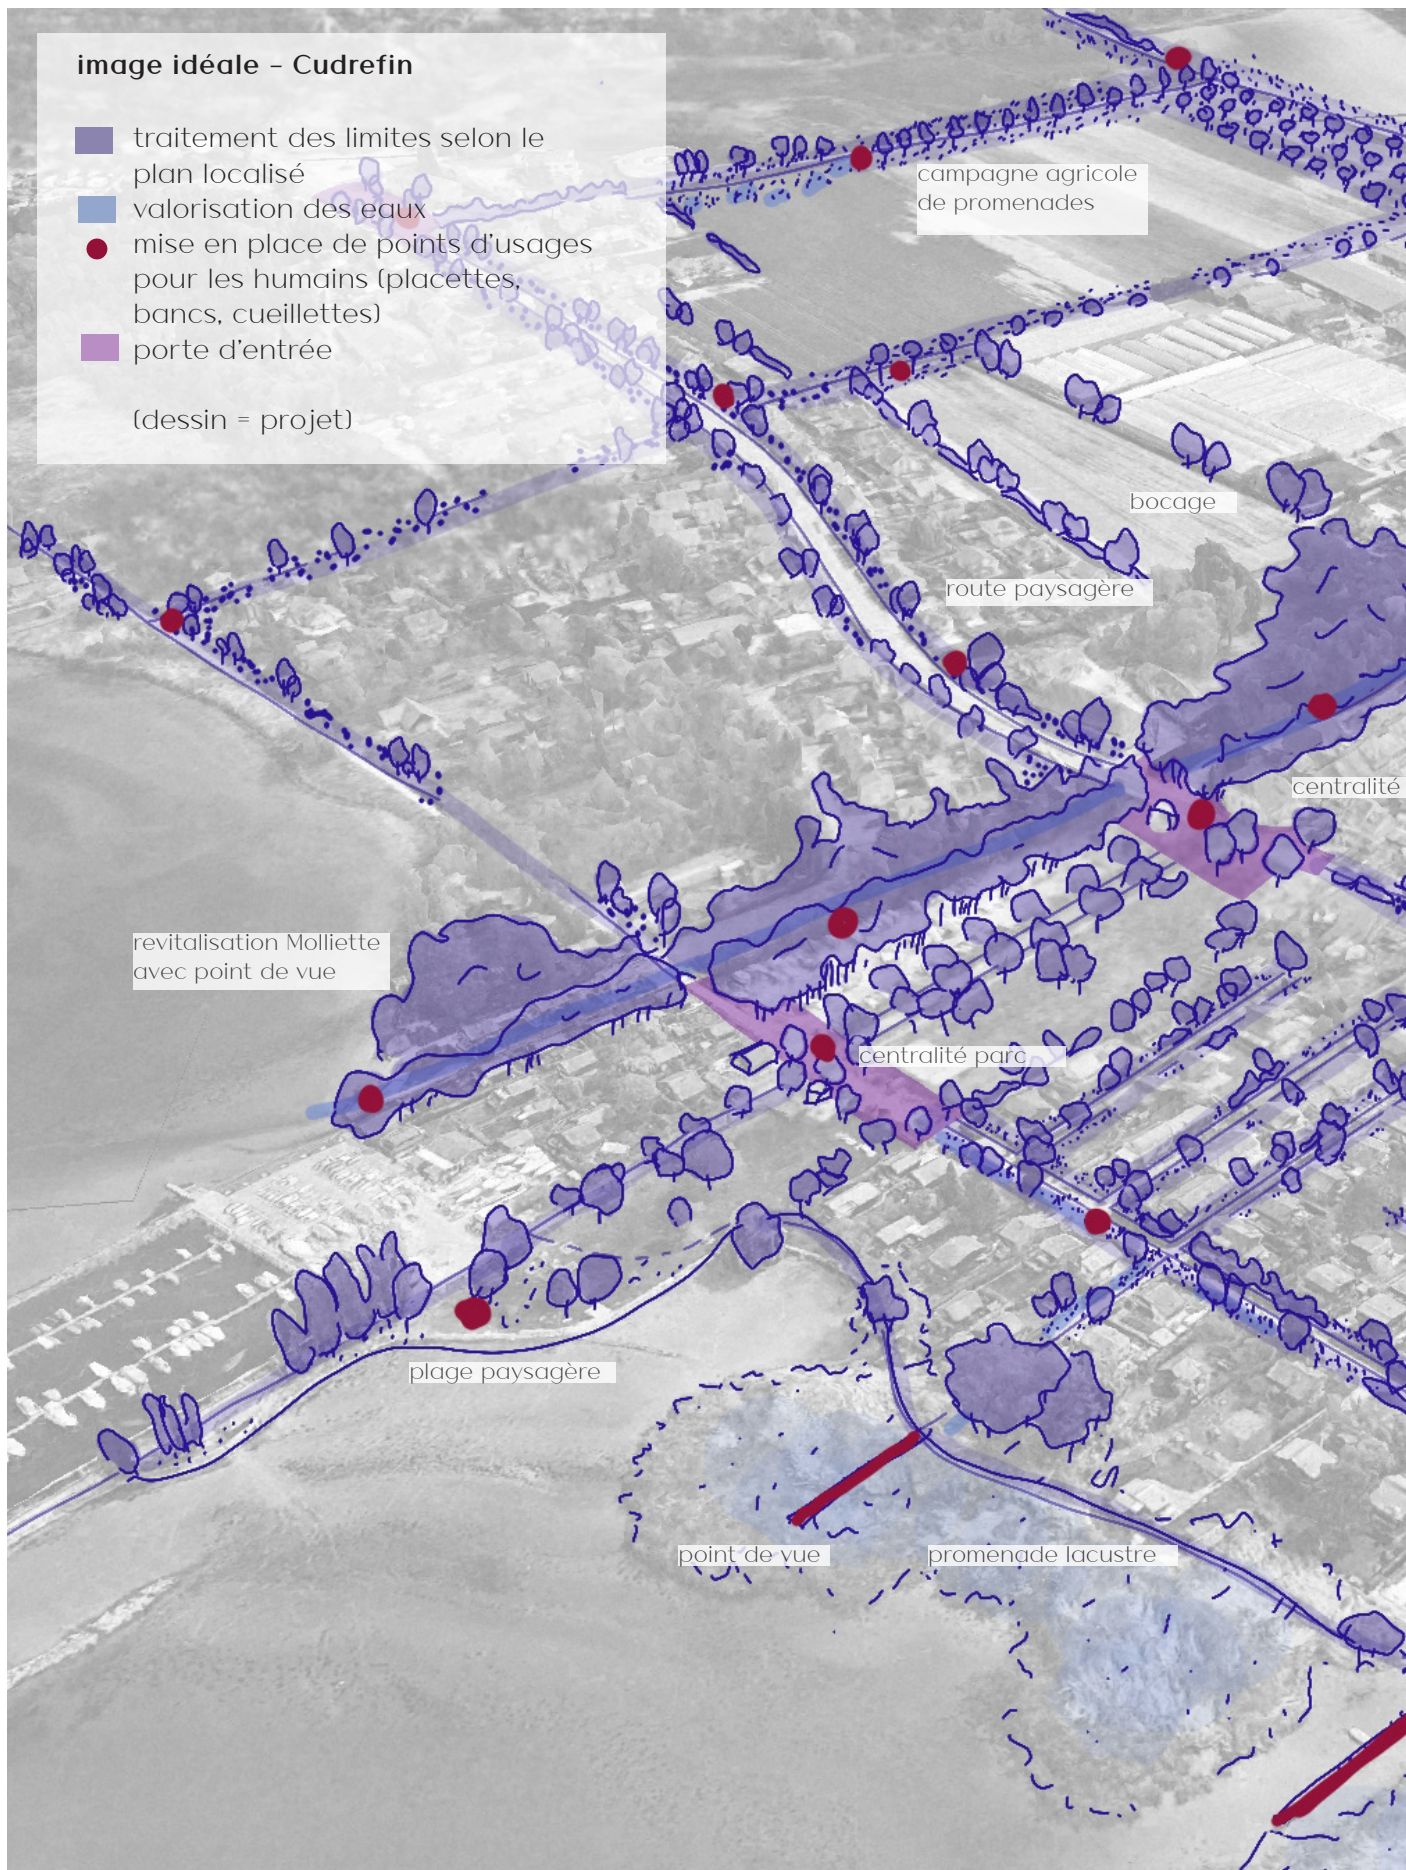 image idéale – Cudrefin
traitement des limites selon le
plan localisé
valorisation des eaux
mise en place de points d'usages
pour les humains (placettes,
bancs, cueillettes)
porte d'entrée
(dessin = projet)
campagne agricole
de promenades
bocage
route paysagère
centralité
revitalisation Molliette
avec point de vue
centralité parc
plage paysagère
point de vue
promenade lacustre